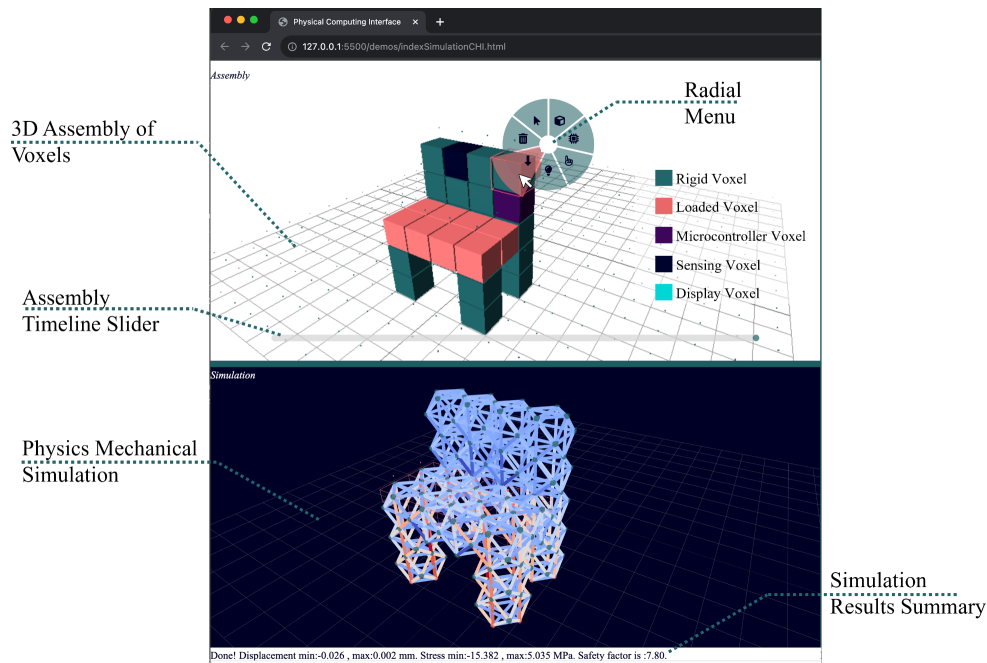 Physical Computing Interface
127.0.0.1:5500/demos/indexSimulationCHI.html
Assembly
Radial
Menu
3D Assembly of
Voxels
Rigid Voxel
Loaded Voxel
Microcontroller Voxel
Sensing Voxel
Display Voxel
Assembly
Timeline Slider
Simulation
Physics Mechanical
Simulation
Simulation
Results Summary
Done! Displacement min:-0.026 , max:0.002 mm. Stress min:-15.382 , max:5.035 MPa. Safety factor is :7.80.